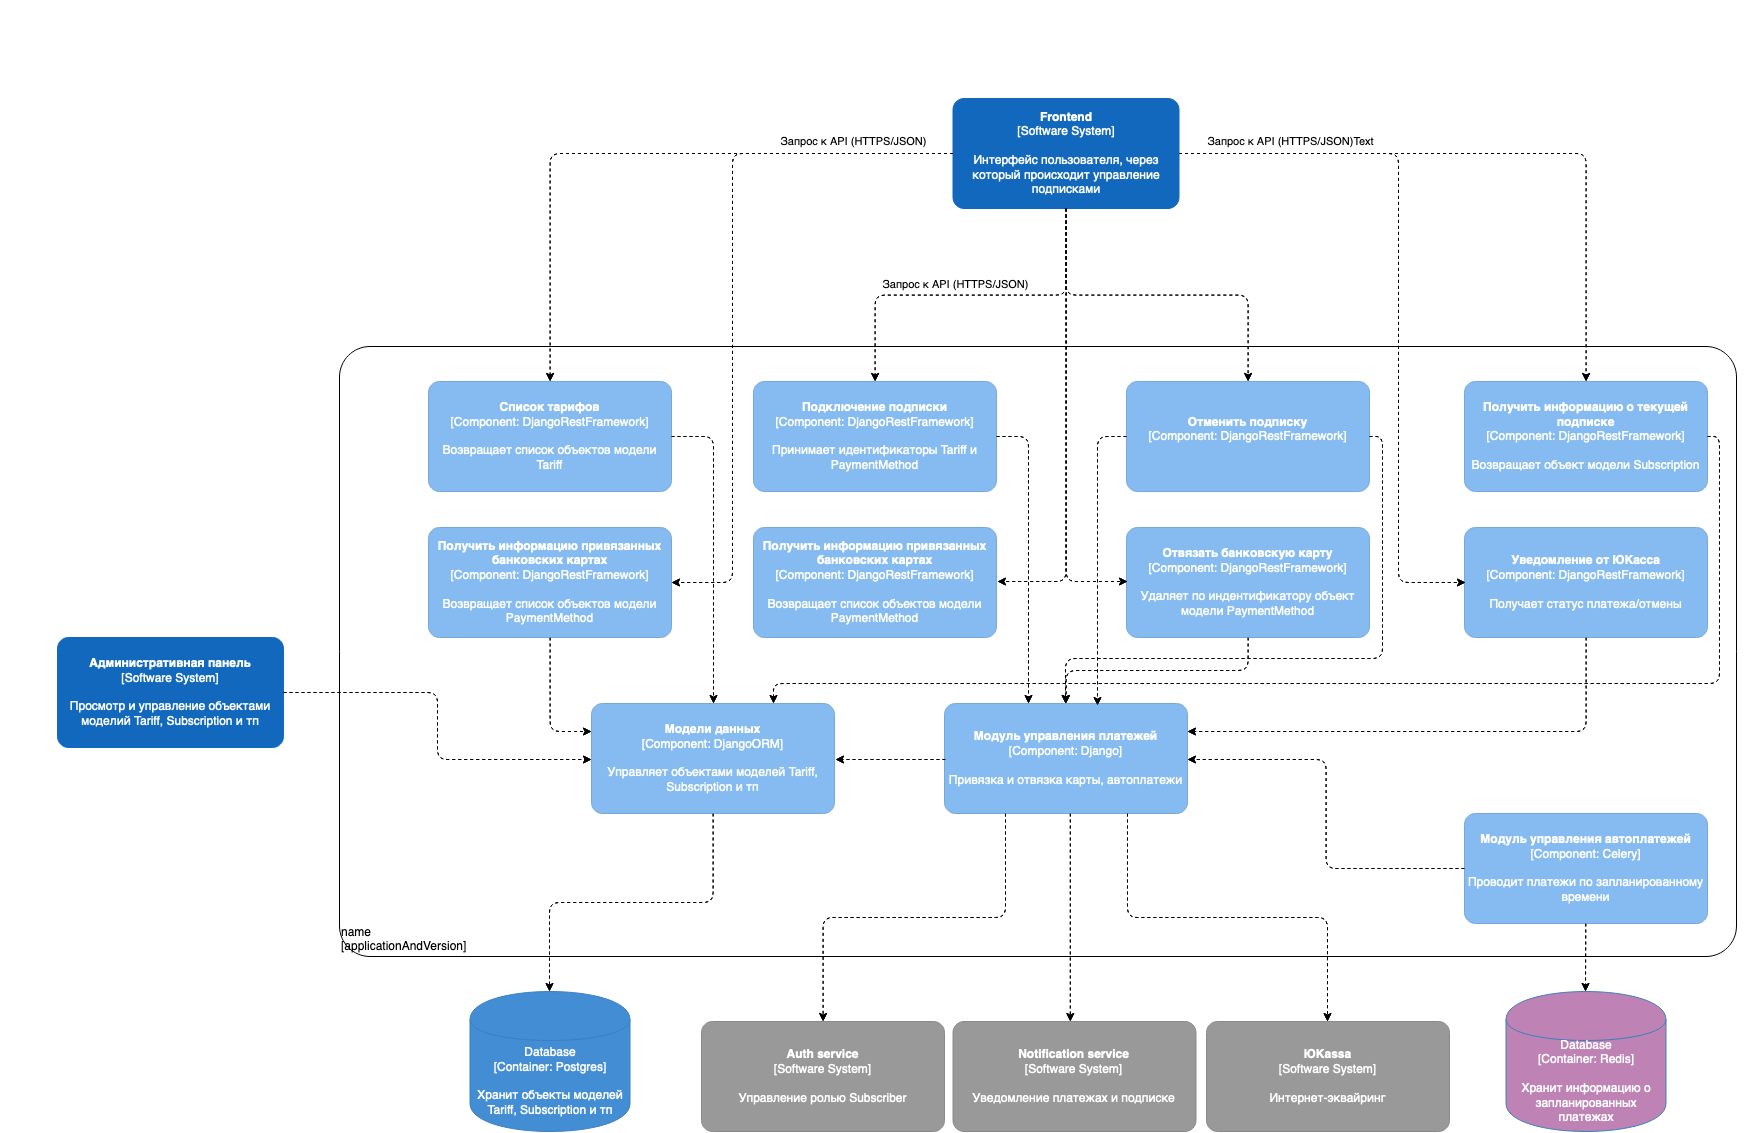 Frontend
[Software System]
Интерфейс пользователя, через
который происходит управление
подписками
Запрос к API (HTTPS/JSON)
Запрос к API (HTTPS/JSON)Text
Запрос к API (HTTPS/JSON)
Список тарифов
[Component: DjangoRestFramework]
Возвращает список объектов модели
Tariff
Подключение подписки
[Component: DjangoRestFramework]
Принимает идентификаторы Tariff и
PaymentMethod
Отменить подписку
[Component: DjangoRestFramework]
Получить информацию о текущей
подписке
[Component: DjangoRestFramework]
Возвращает объект модели Subscription
Получить информацию привязанных
банковских картах
[Component: DjangoRestFramework]
Возвращает список объектов модели
PaymentMethod
Получить информацию привязанных
банковских картах
[Component: DjangoRestFramework]
Возвращает список объектов модели
PaymentMethod
Отвязать банковскую карту
[Component: DjangoRestFramework]
Удаляет по индентификатору объект
модели PaymentMethod
Уведомление от ЮКасса
[Component: DjangoRestFramework]
Получает статус платежа/отмены
Административная панель
[Software System]
Просмотр и управление объектами
моделей Tariff, Subscription и тп
Модели данных
[Component: DjangoORM]
Управляет объектами моделей Tariff,
Subscription и тп
Модуль управления платежей
[Component: Django]
Привязка и отвязка карты, автоплатежи
Модуль управления автоплатежей
[Component: Celery]
Проводит платежи по запланированному
времени
name
[applicationAndVersion]
Database
[Container: Postgres]
Хранит объекты моделей
Tariff, Subscription и тп
Auth service
[Software System]
Управление ролью Subscriber
Notification service
[Software System]
Уведомление платежах и подписке
ЮKassa
[Software System]
Интернет-эквайринг
Database
[Container: Redis]
Хранит информацию о
запланированных
платежах